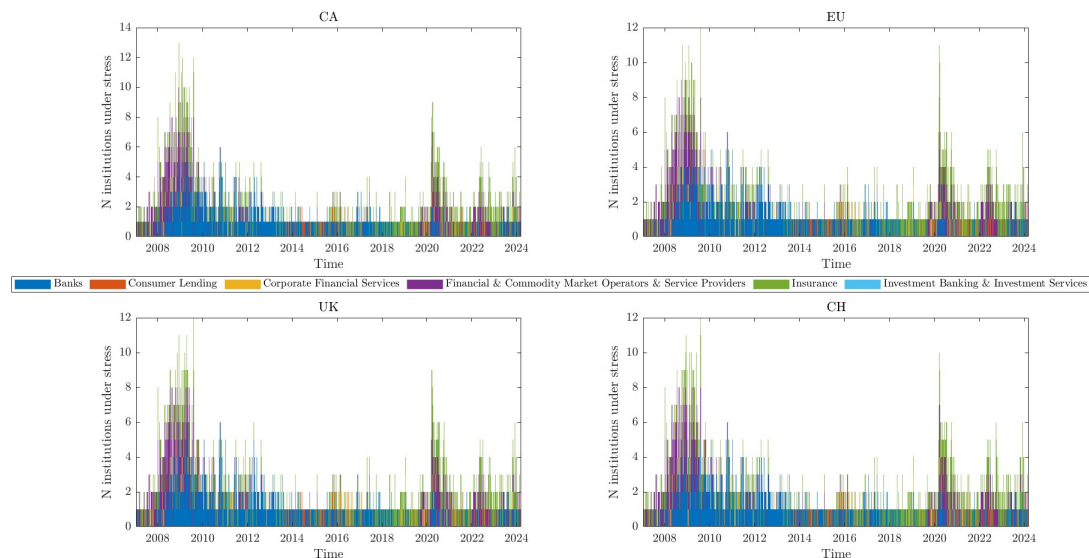 CA
N institutions under stress
14
12
10
8
6
4
2
0
2008 2010 2012 2014 2016 2018 2020 2022 2024
Time
EU
N institutions under stress
12
10
8
6
4
2
0
2008 2010 2012 2014 2016 2018 2020 2022 2024
Time
Banks Consumer Lending Corporate Financial Services Financial & Commodity Market Operators & Service Providers Insurance Investment Banking & Investment Services
UK
N institutions under stress
12
10
8
6
4
2
0
2008 2010 2012 2014 2016 2018 2020 2022 2024
Time
CH
N institutions under stress
12
10
8
6
4
2
0
2008 2010 2012 2014 2016 2018 2020 2022 2024
Time